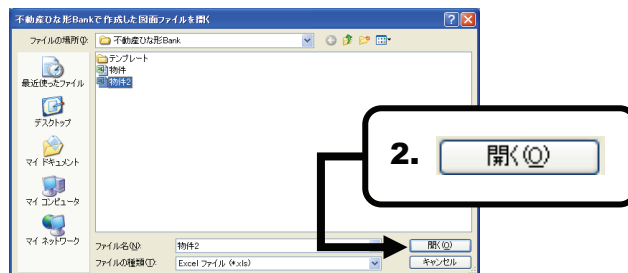 不動産ひな形Bankで作成した図面ファイルを開く
ファイルの場所(I):
不動産ひな形Bank
テンプレート
物件
物件2
最近使ったファイル
デスクトップ
マイ ドキュメント
マイ コンピュータ
マイ ネットワーク
2. 開く(O)
ファイル名(N):
物件2
開く(O)
ファイルの種類(T):
Excel ファイル (*.xls)
キャンセル